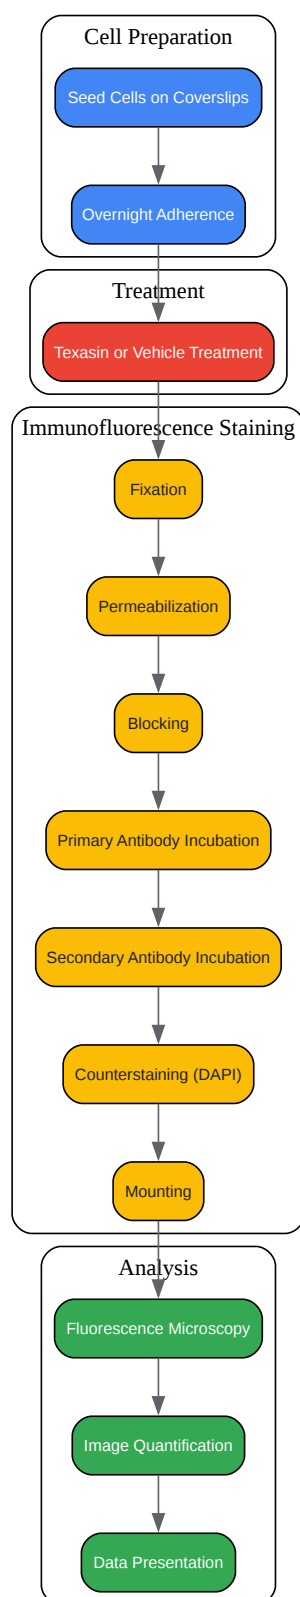 Cell Preparation
Seed Cells on Coverslips
Overnight Adherence
Treatment
Texasin or Vehicle Treatment
Immunofluorescence Staining
Fixation
Permeabilization
Blocking
Primary Antibody Incubation
Secondary Antibody Incubation
Counterstaining (DAPI)
Mounting
Analysis
Fluorescence Microscopy
Image Quantification
Data Presentation